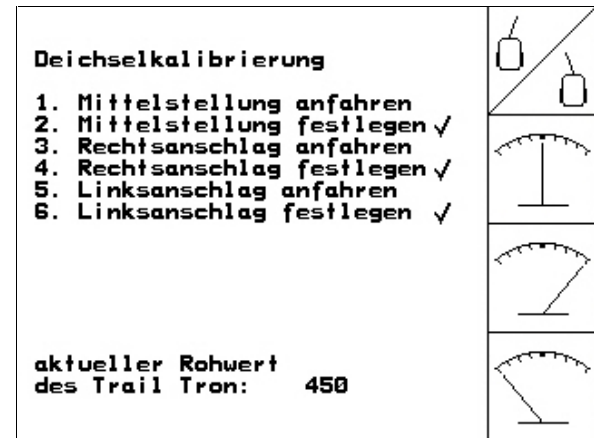 Deichselkalibrierung
1. Mittelstellung anfahren
2. Mittelstellung festlegen ✓
3. Rechtsanschlag anfahren
4. Rechtsanschlag festlegen ✓
5. Linksanschlag anfahren
6. Linksanschlag festlegen ✓
aktueller Rohwert
des Trail Tron: 450